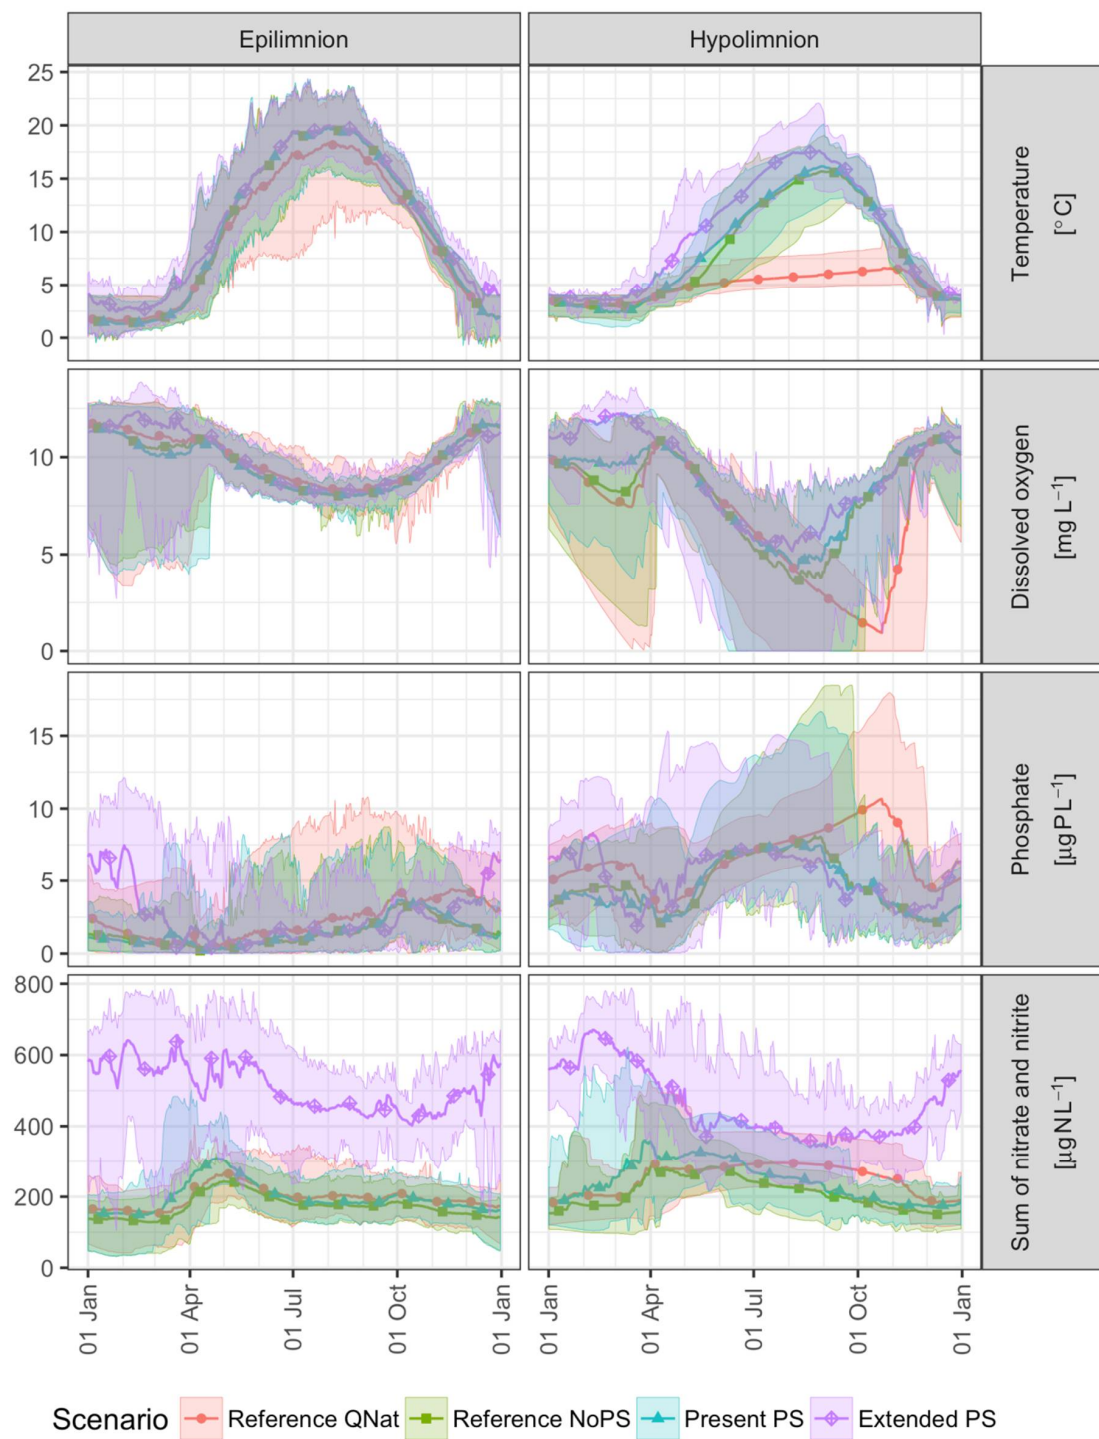 Epilimnion
Hypolimnion
25
20
15
10
5
0
Temperature
[°C]
10
5
0
Dissolved oxygen
[mg L⁻¹]
15
10
5
0
Phosphate
[µg P L⁻¹]
800
600
400
200
0
Sum of nitrate and nitrite
[µg N L⁻¹]
01 Jan
01 Apr
01 Jul
01 Oct
01 Jan
01 Jan
01 Apr
01 Jul
01 Oct
01 Jan
Scenario Reference QNat Reference NoPS Present PS Extended PS